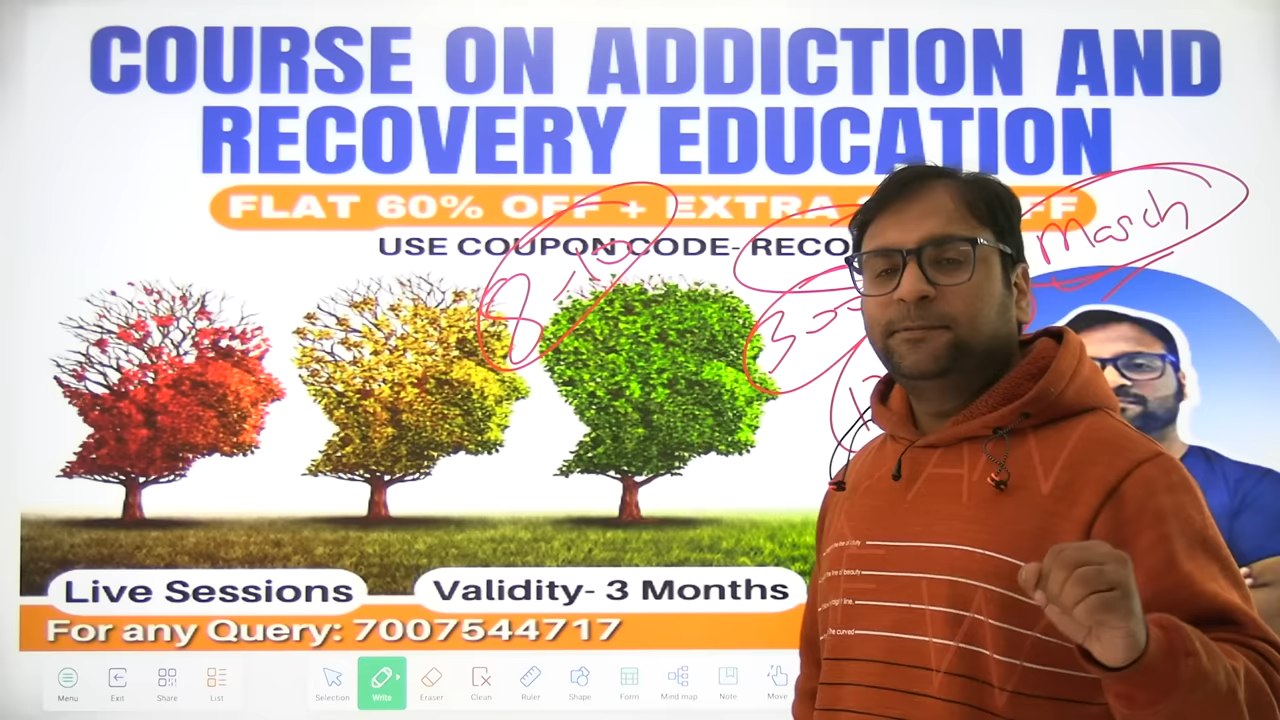 COURSE ON ADDICTION AND
RECOVERY EDUCATION
FLAT 60% OFF + EXTRA
USE COUPON CODE-
March
8-10
Live Sessions
Validity- 3 Months
For any Query: 7007544717
Menu
Exit
Share
List
Selection
Write
Eraser
Clean
Ruler
Shape
Form
Mind map
Note
Move